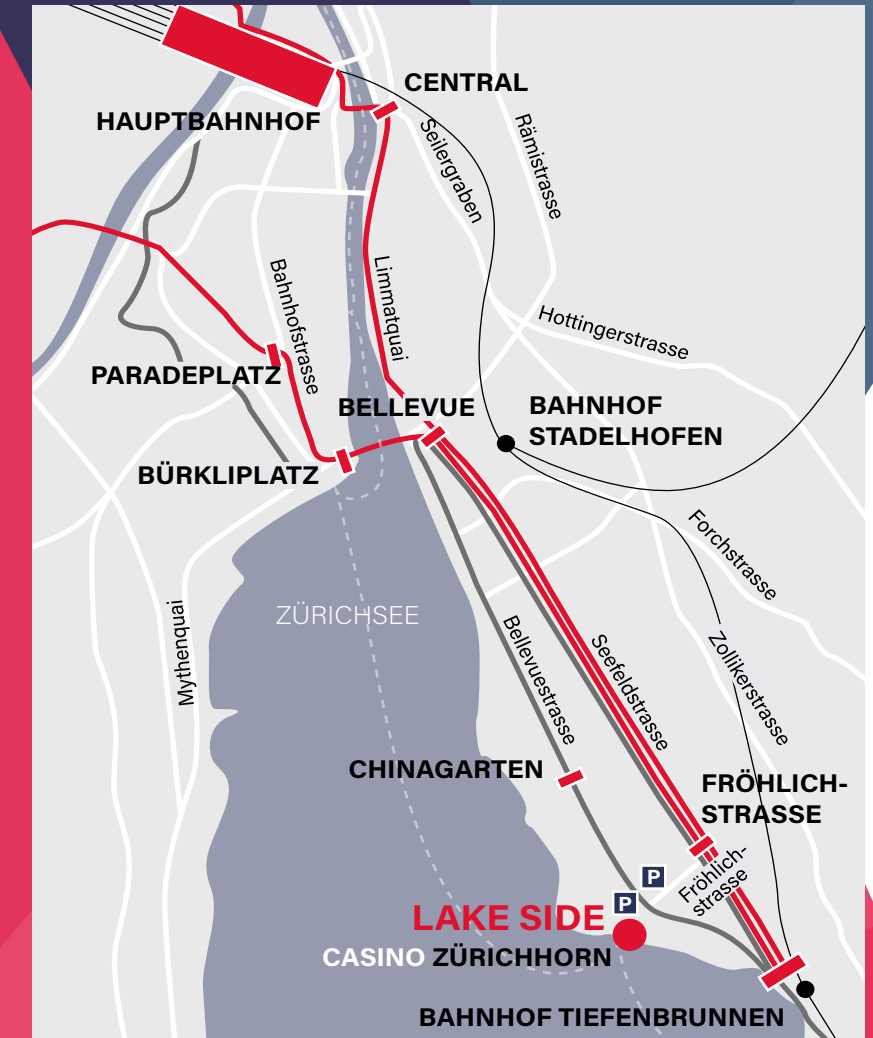 CENTRAL
HAUPTBAHNHOF
Seilergraben
Rämistrasse
Bahnhofstrasse
Limmatquai
Hottingerstrasse
PARADEPLATZ
BELLEVUE
BAHNHOF
STADELHOFEN
BÜRKLIPLATZ
Forchstrasse
ZÜRICHSEE
Mythenquai
Bellevuestrasse
Seefeldstrasse
Zollikerstrasse
CHINAGARTEN
FRÖHLICH-
STRASSE
Fröhlich-
strasse
P
P
LAKE SIDE
CASINO ZÜRICHHORN
BAHNHOF TIEFENBRUNNEN